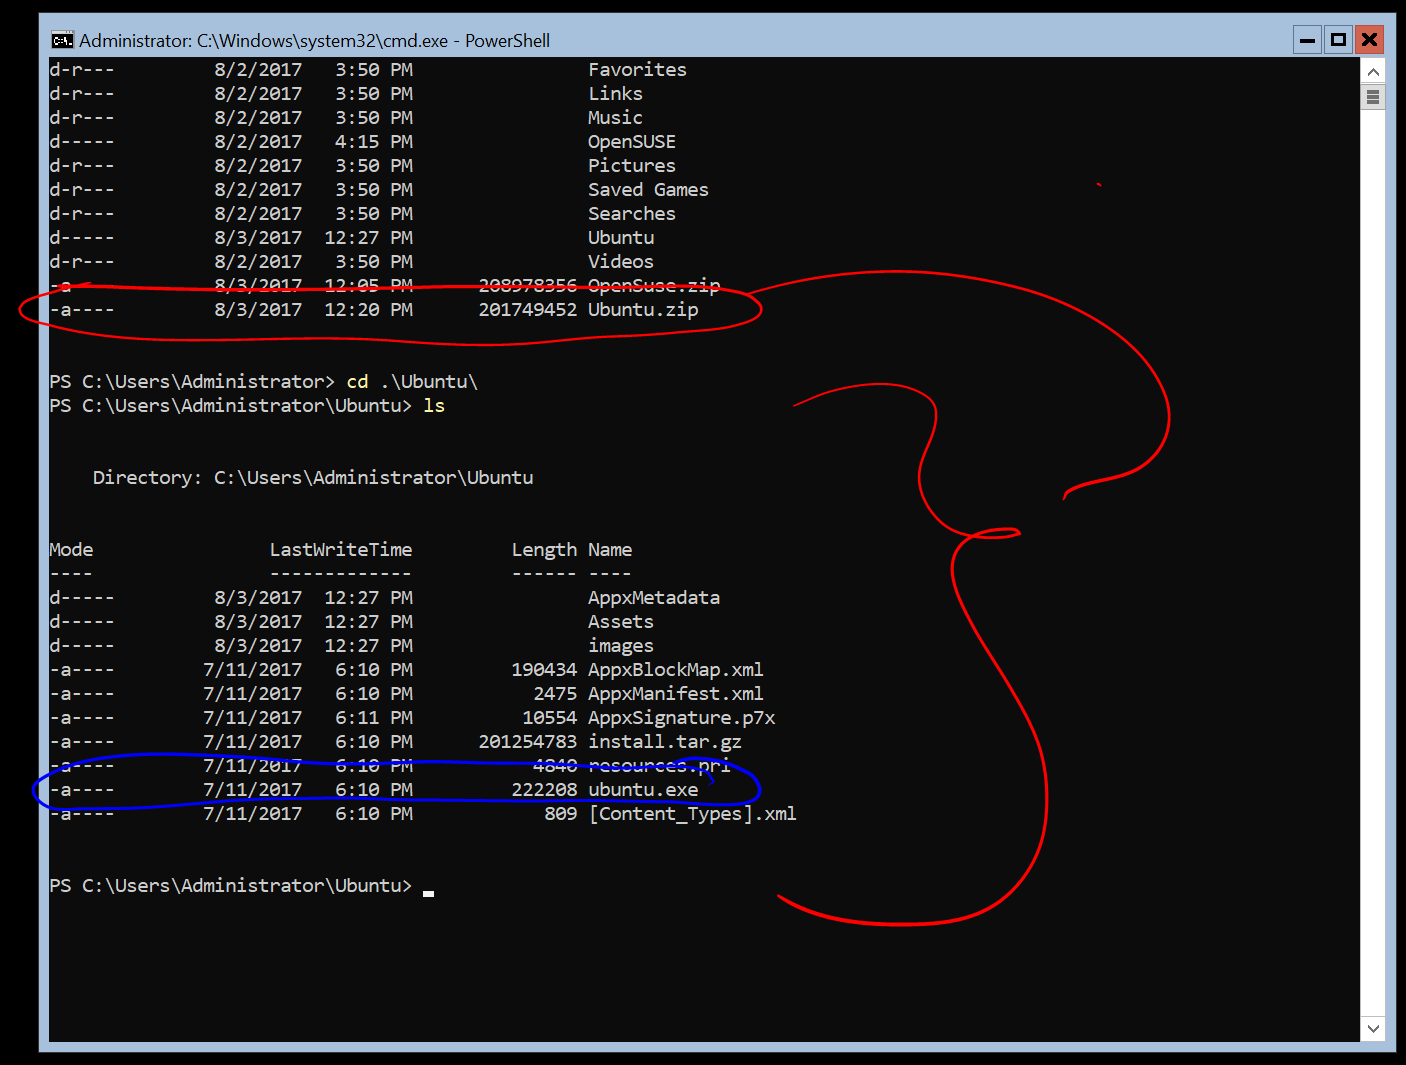 Administrator: C:\Windows\system32\cmd.exe - PowerShell
d-r--- 8/2/2017 3:50 PM Favorites
d-r--- 8/2/2017 3:50 PM Links
d-r--- 8/2/2017 3:50 PM Music
d----- 8/2/2017 4:15 PM OpenSUSE
d-r--- 8/2/2017 3:50 PM Pictures
d-r--- 8/2/2017 3:50 PM Saved Games
d-r--- 8/2/2017 3:50 PM Searches
d----- 8/3/2017 12:27 PM Ubuntu
d-r--- 8/2/2017 3:50 PM Videos
-a---- 8/3/2017 12:05 PM 208978356 OpenSuse.zip
-a---- 8/3/2017 12:20 PM 201749452 Ubuntu.zip
PS C:\Users\Administrator> cd .\Ubuntu\
PS C:\Users\Administrator\Ubuntu> ls
Directory: C:\Users\Administrator\Ubuntu
Mode LastWriteTime Length Name
---- ------------- ------ ----
d----- 8/3/2017 12:27 PM AppxMetadata
d----- 8/3/2017 12:27 PM Assets
d----- 8/3/2017 12:27 PM images
-a---- 7/11/2017 6:10 PM 190434 AppxBlockMap.xml
-a---- 7/11/2017 6:10 PM 2475 AppxManifest.xml
-a---- 7/11/2017 6:11 PM 10554 AppxSignature.p7x
-a---- 7/11/2017 6:10 PM 201254783 install.tar.gz
-a---- 7/11/2017 6:10 PM 4840 resources.pri
-a---- 7/11/2017 6:10 PM 222208 ubuntu.exe
-a---- 7/11/2017 6:10 PM 809 [Content_Types].xml
PS C:\Users\Administrator\Ubuntu> _